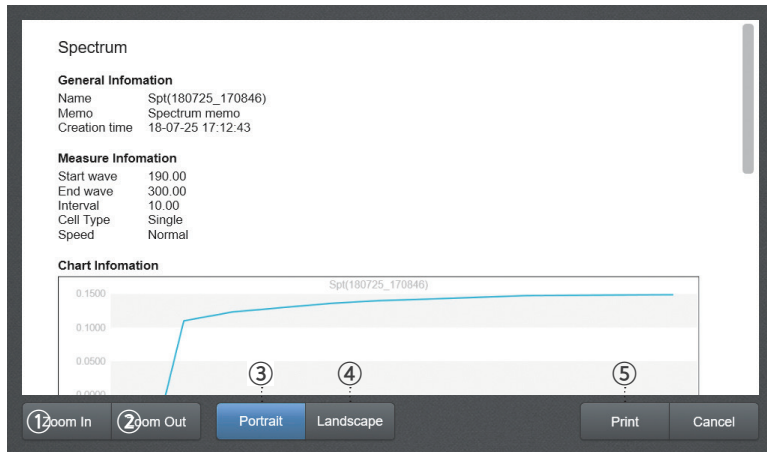 Spectrum
General Infomation
Name Spt(180725_170846)
Memo Spectrum memo
Creation time 18-07-25 17:12:43
Measure Infomation
Start wave 190.00
End wave 300.00
Interval 10.00
Cell Type Single
Speed Normal
Chart Infomation
Spt(180725_170846)
0.1500
0.1000
0.0500
0.0000
③ ④ ⑤
①Zoom In ②Zoom Out Portrait Landscape Print Cancel